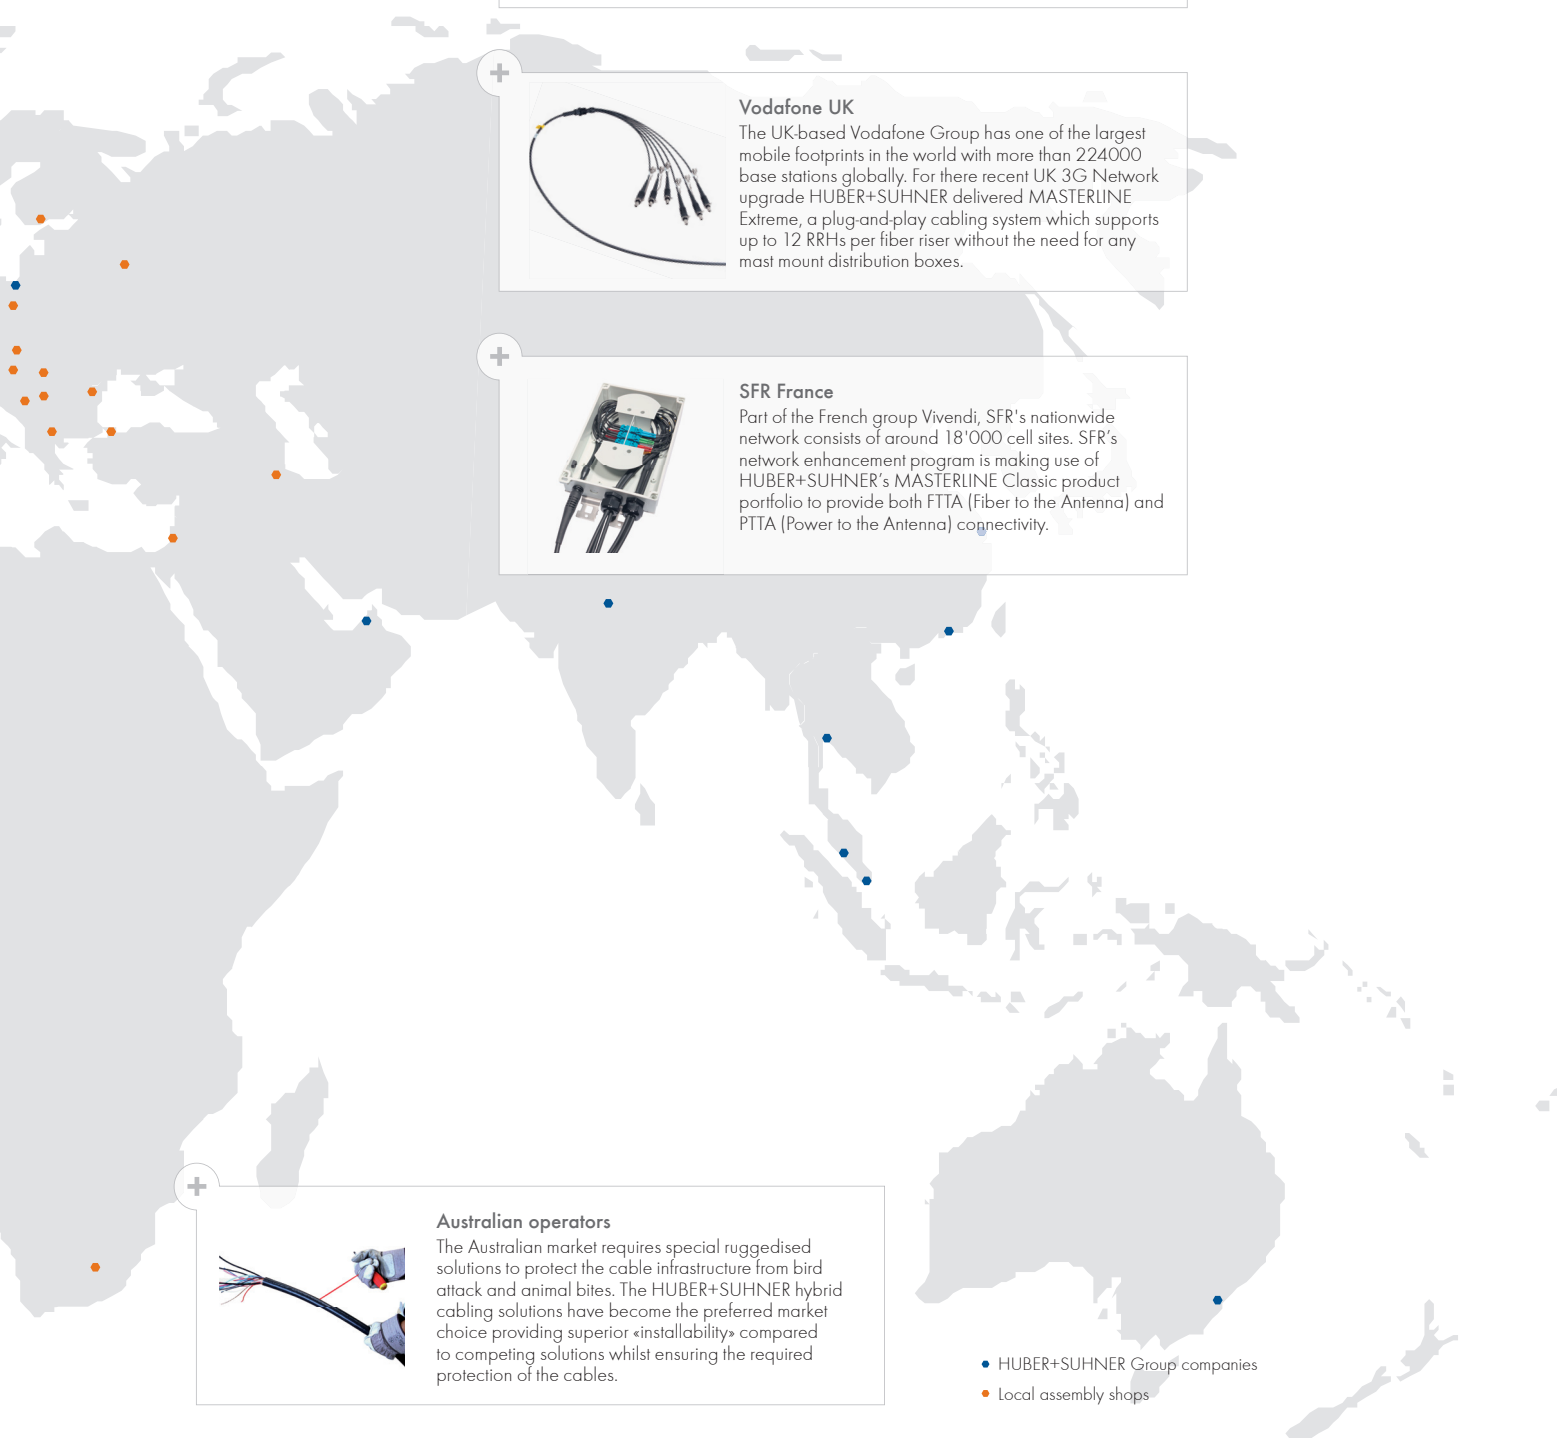 Vodafone UK
The UK-based Vodafone Group has one of the largest
mobile footprints in the world with more than 224000
base stations globally. For there recent UK 3G Network
upgrade HUBER+SUHNER delivered MASTERLINE
Extreme, a plug-and-play cabling system which supports
up to 12 RRHs per fiber riser without the need for any
mast mount distribution boxes.
SFR France
Part of the French group Vivendi, SFR's nationwide
network consists of around 18'000 cell sites. SFR’s
network enhancement program is making use of
HUBER+SUHNER’s MASTERLINE Classic product
portfolio to provide both FTTA (Fiber to the Antenna) and
PTTA (Power to the Antenna) connectivity.
Australian operators
The Australian market requires special ruggedised
solutions to protect the cable infrastructure from bird
attack and animal bites. The HUBER+SUHNER hybrid
cabling solutions have become the preferred market
choice providing superior «installability» compared
to competing solutions whilst ensuring the required
protection of the cables.
HUBER+SUHNER Group companies
Local assembly shops